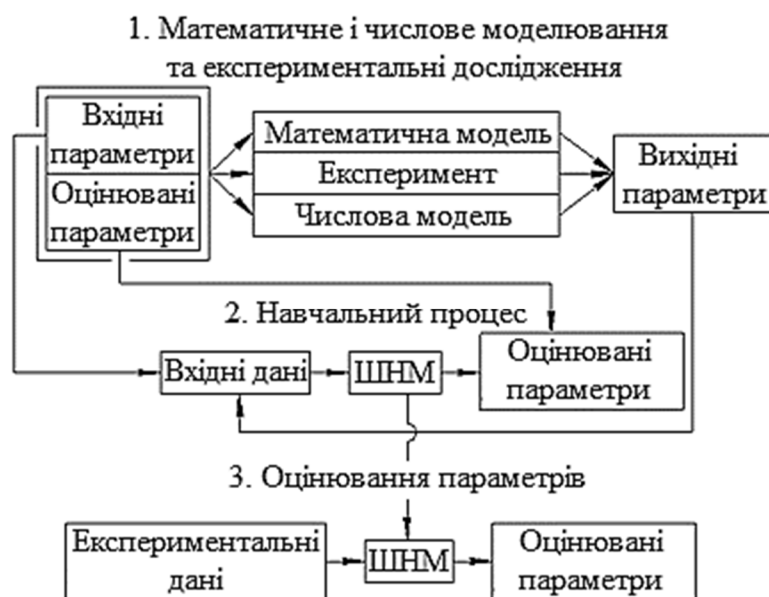 1. Математичне і числове моделювання
та експериментальні дослідження
Вхідні
параметри
Оцінювані
параметри
Математична модель
Експеримент
Числова модель
Вихідні
параметри
2. Навчальний процес
Вхідні дані
ШНМ
Оцінювані
параметри
3. Оцінювання параметрів
Експериментальні
дані
ШНМ
Оцінювані
параметри